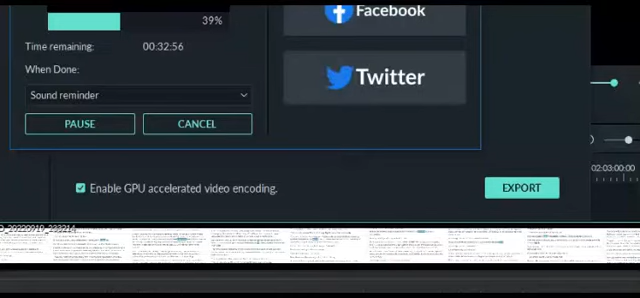 39%
Facebook
Time remaining: 00:32:56
When Done:
Twitter
Sound reminder
PAUSE
CANCEL
02:03:00:00
Enable GPU accelerated video encoding.
EXPORT